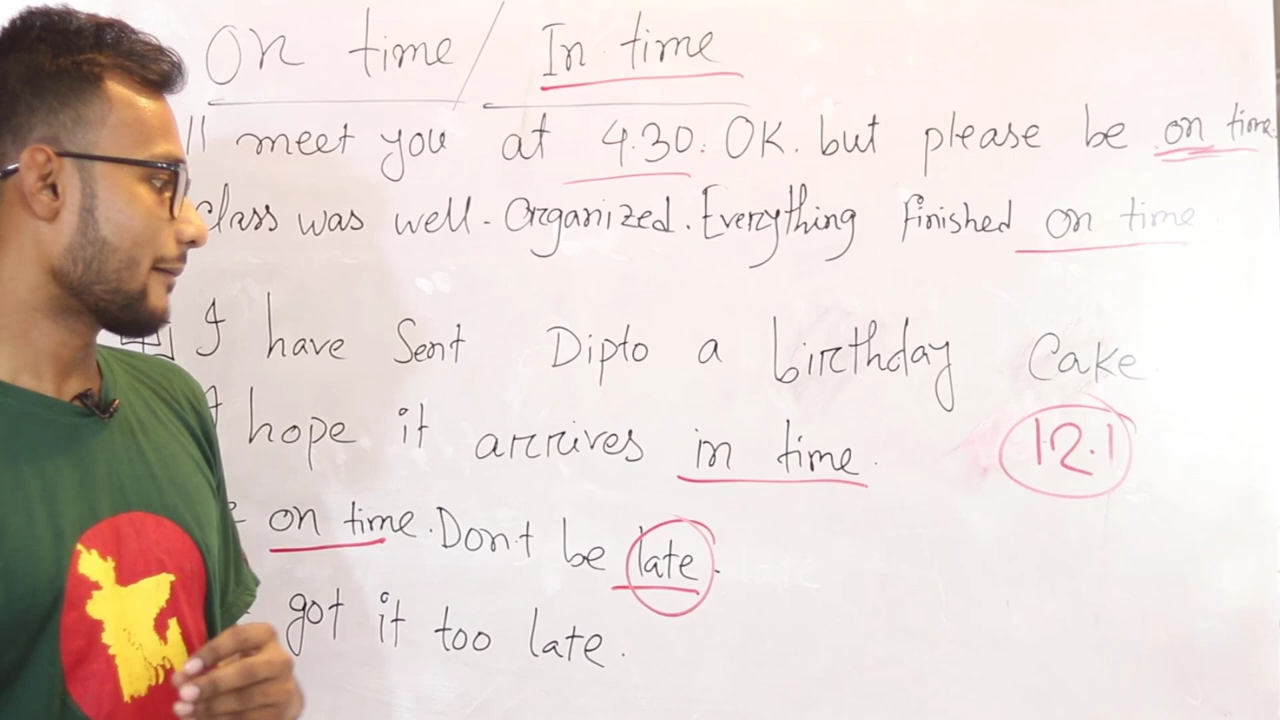 On time / In time
'll meet you at 4.30. OK. but please be on time
class was well-Organized. Everything finished on time.
I have Sent Dipto a birthday Cake.
I hope it arrives in time.
12.1
on time. Don't be late.
got it too late.